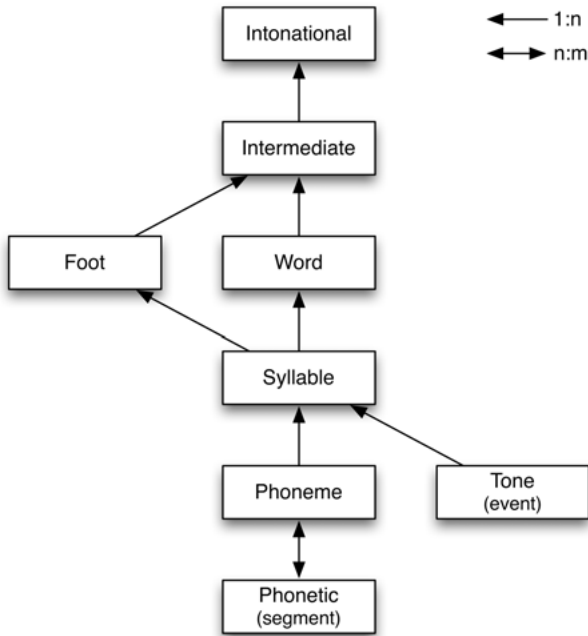 Intonational
1:n
n:m
Intermediate
Foot
Word
Syllable
Phoneme
Tone
(event)
Phonetic
(segment)